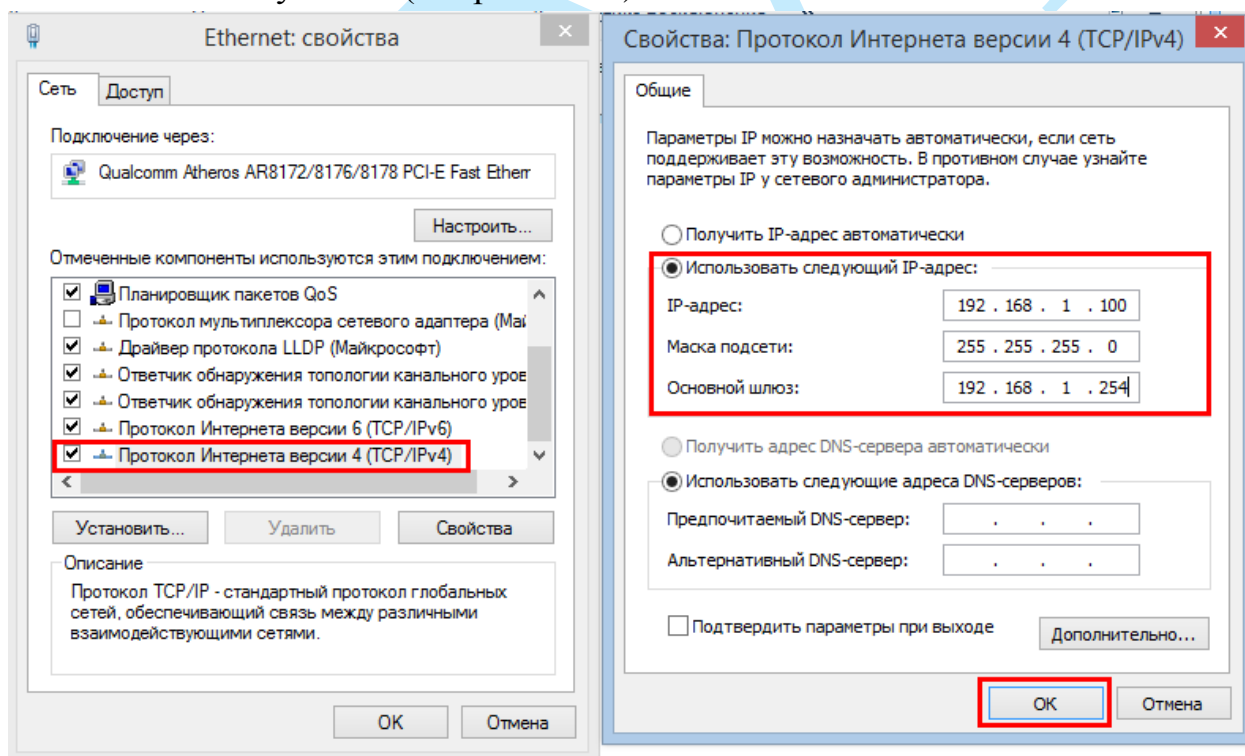 Ethernet: свойства
Сеть
Доступ
Подключение через:
Qualcomm Atheros AR8172/8176/8178 PCI-E Fast Ethern
Настроить...
Отмеченные компоненты используются этим подключением:
Планировщик пакетов QoS
Протокол мультиплексора сетевого адаптера (Май
Драйвер протокола LLDP (Майкрософт)
Ответчик обнаружения топологии канального уров
Ответчик обнаружения топологии канального уров
Протокол Интернета версии 6 (TCP/IPv6)
Протокол Интернета версии 4 (TCP/IPv4)
Установить...
Удалить
Свойства
Описание
Протокол TCP/IP - стандартный протокол глобальных
сетей, обеспечивающий связь между различными
взаимодействующими сетями.
OK
Отмена
Свойства: Протокол Интернета версии 4 (TCP/IPv4)
Общие
Параметры IP можно назначать автоматически, если сеть
поддерживает эту возможность. В противном случае узнайте
параметры IP у сетевого администратора.
Получить IP-адрес автоматически
Использовать следующий IP-адрес:
IP-адрес:
192 . 168 . 1 . 100
Маска подсети:
255 . 255 . 255 . 0
Основной шлюз:
192 . 168 . 1 . 254
Получить адрес DNS-сервера автоматически
Использовать следующие адреса DNS-серверов:
Предпочитаемый DNS-сервер:
. . .
Альтернативный DNS-сервер:
. . .
Подтвердить параметры при выходе
Дополнительно...
OK
Отмена